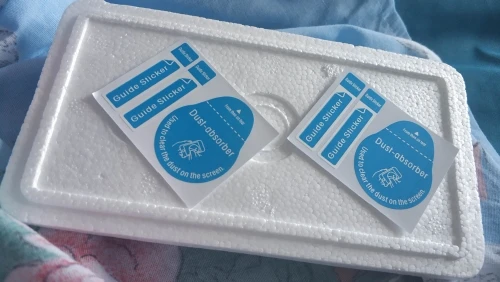 Guide Sticker
Guide Sticker
Dust-absorber
Used to clear the dust on the screen.
Guide Sticker
Guide Sticker
Dust-absorber
Used to clear the dust on the screen.